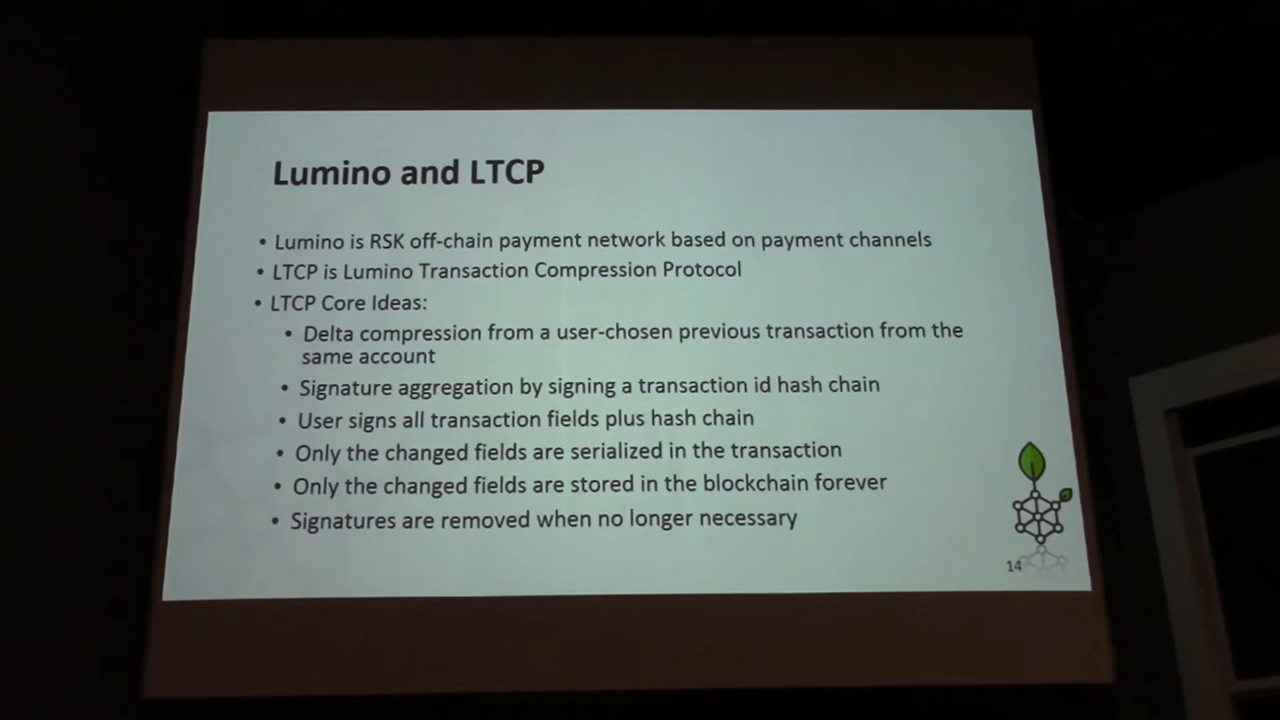 Lumino and LTCP
• Lumino is RSK off-chain payment network based on payment channels
• LTCP is Lumino Transaction Compression Protocol
• LTCP Core Ideas:
• Delta compression from a user-chosen previous transaction from the
same account
• Signature aggregation by signing a transaction id hash chain
• User signs all transaction fields plus hash chain
• Only the changed fields are serialized in the transaction
• Only the changed fields are stored in the blockchain forever
• Signatures are removed when no longer necessary
14